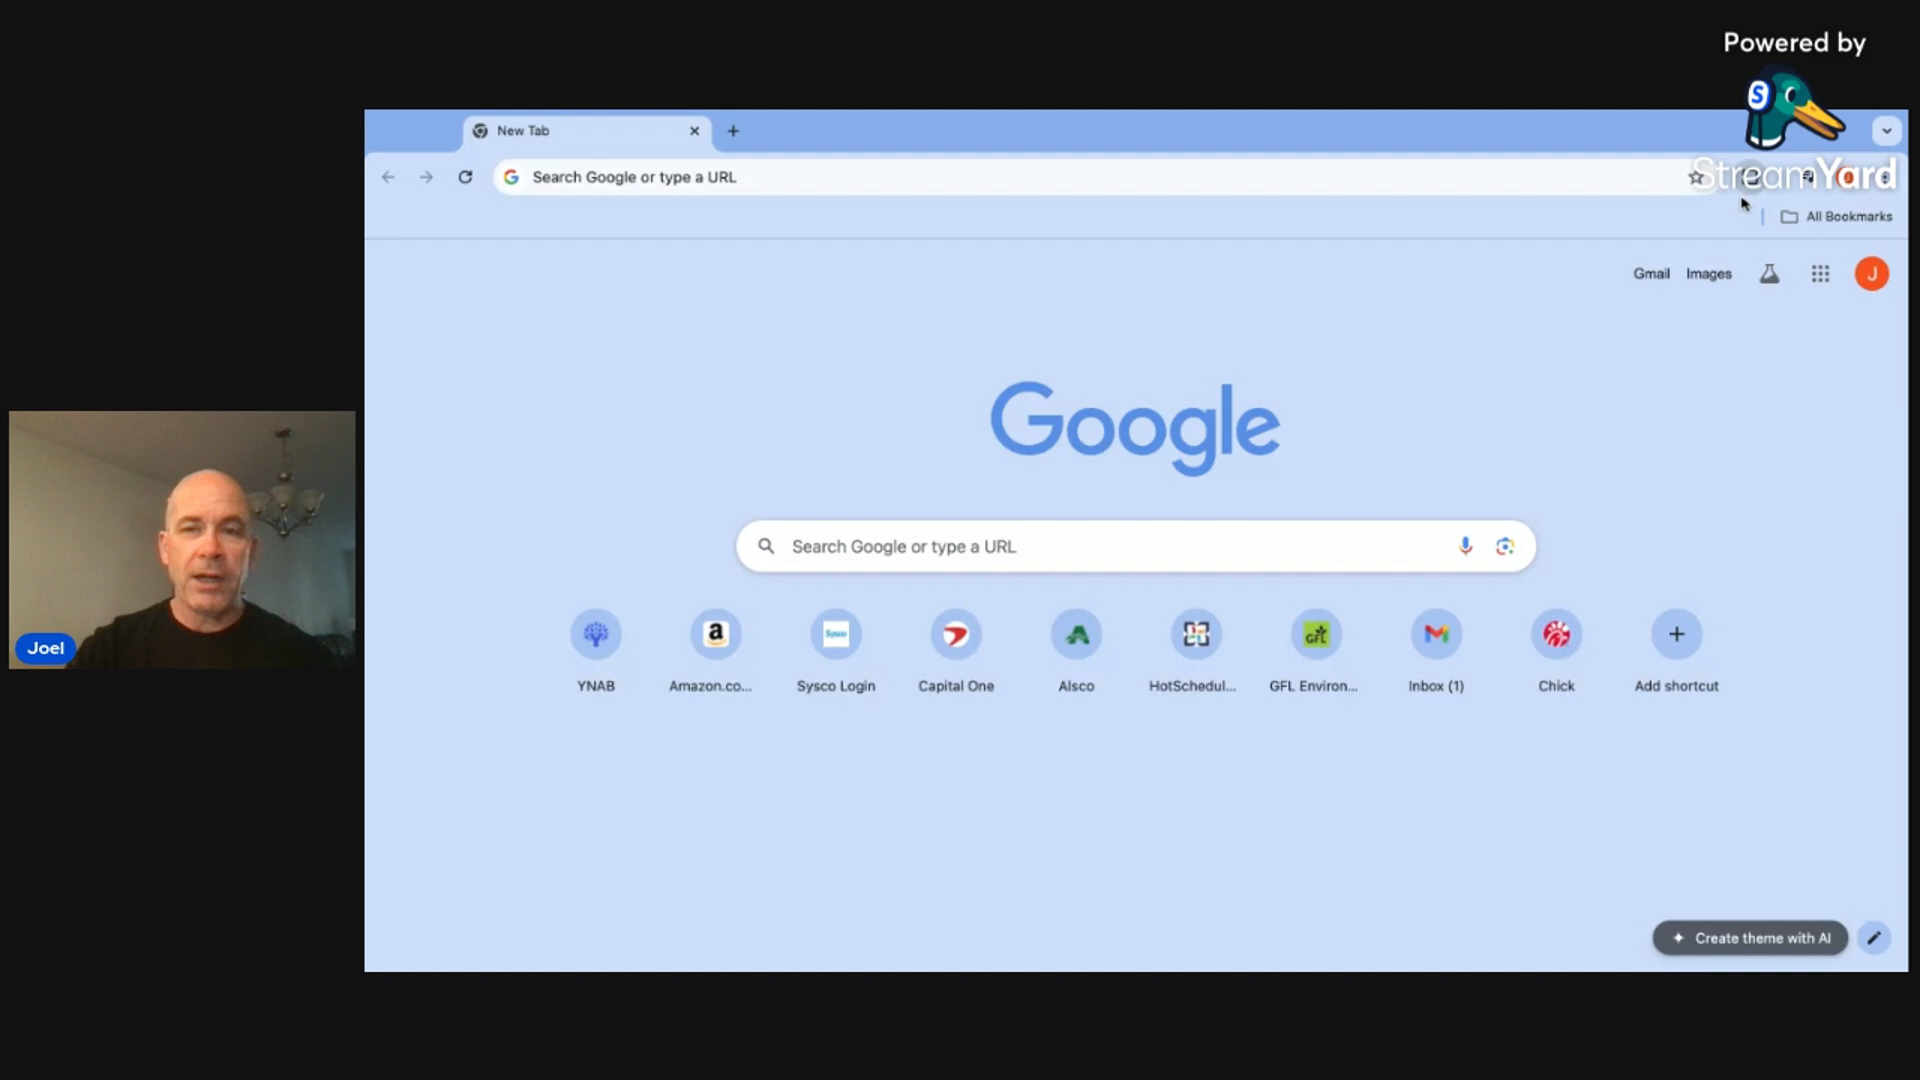 Powered by
StreamYard
New Tab
Search Google or type a URL
All Bookmarks
Gmail
Images
J
Google
Search Google or type a URL
YNAB
Amazon.co...
Sysco
Sysco Login
Capital One
Alsco
HotSchedul...
GFL
GFL Environ...
Inbox (1)
Chick
Add shortcut
Joel
Create theme with AI